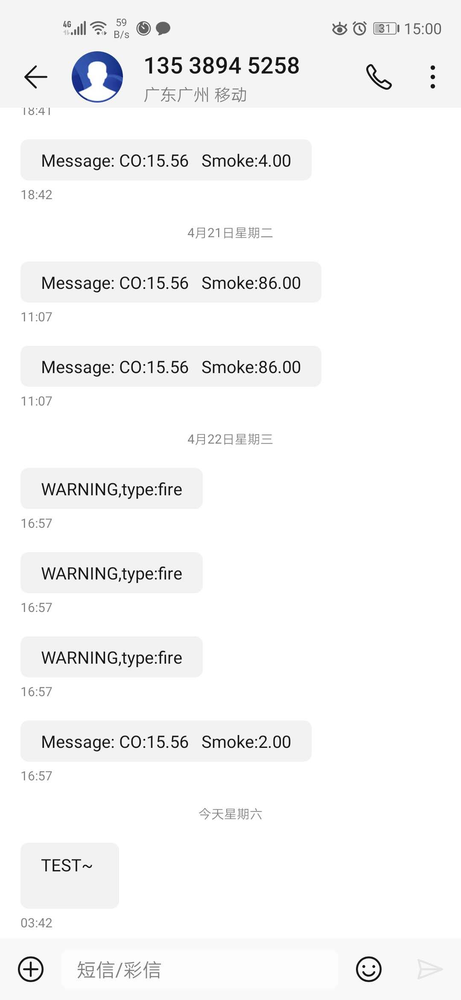 4G
59
B/s
31
15:00
135 3894 5258
广东广州 移动
18:41
Message: CO:15.56   Smoke:4.00
18:42
4月21日星期二
Message: CO:15.56   Smoke:86.00
11:07
Message: CO:15.56   Smoke:86.00
11:07
4月22日星期三
WARNING,type:fire
16:57
WARNING,type:fire
16:57
WARNING,type:fire
16:57
Message: CO:15.56   Smoke:2.00
16:57
今天星期六
TEST~
03:42
短信/彩信